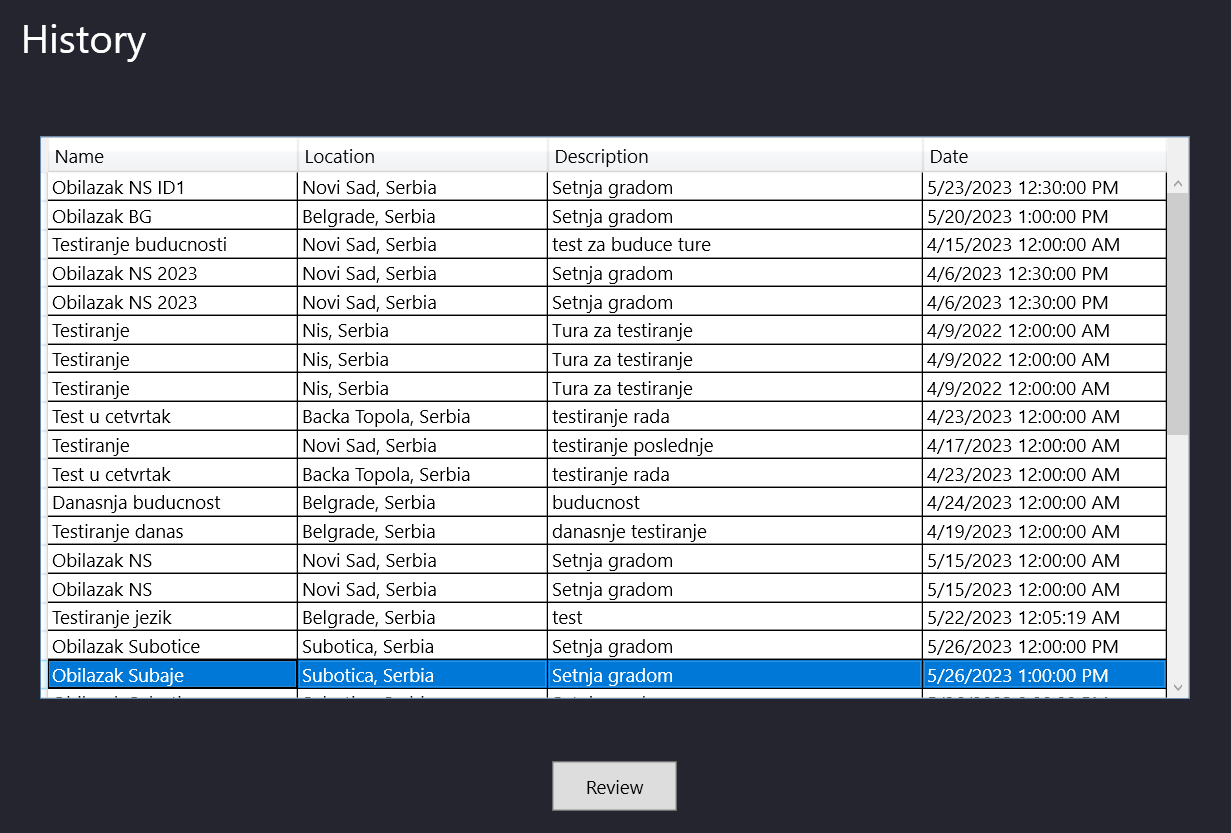 History
Name Location Description Date
Obilazak NS ID1 Novi Sad, Serbia Setnja gradom 5/23/2023 12:30:00 PM
Obilazak BG Belgrade, Serbia Setnja gradom 5/20/2023 1:00:00 PM
Testiranje buducnosti Novi Sad, Serbia test za buduce ture 4/15/2023 12:00:00 AM
Obilazak NS 2023 Novi Sad, Serbia Setnja gradom 4/6/2023 12:30:00 PM
Obilazak NS 2023 Novi Sad, Serbia Setnja gradom 4/6/2023 12:30:00 PM
Testiranje Nis, Serbia Tura za testiranje 4/9/2022 12:00:00 AM
Testiranje Nis, Serbia Tura za testiranje 4/9/2022 12:00:00 AM
Testiranje Nis, Serbia Tura za testiranje 4/9/2022 12:00:00 AM
Test u cetvrtak Backa Topola, Serbia testiranje rada 4/23/2023 12:00:00 AM
Testiranje Novi Sad, Serbia testiranje poslednje 4/17/2023 12:00:00 AM
Test u cetvrtak Backa Topola, Serbia testiranje rada 4/23/2023 12:00:00 AM
Danasnja buducnost Belgrade, Serbia buducnost 4/24/2023 12:00:00 AM
Testiranje danas Belgrade, Serbia danasnje testiranje 4/19/2023 12:00:00 AM
Obilazak NS Novi Sad, Serbia Setnja gradom 5/15/2023 12:00:00 AM
Obilazak NS Novi Sad, Serbia Setnja gradom 5/15/2023 12:00:00 AM
Testiranje jezik Belgrade, Serbia test 5/22/2023 12:05:19 AM
Obilazak Subotice Subotica, Serbia Setnja gradom 5/26/2023 12:00:00 PM
Obilazak Subaje Subotica, Serbia Setnja gradom 5/26/2023 1:00:00 PM
Review